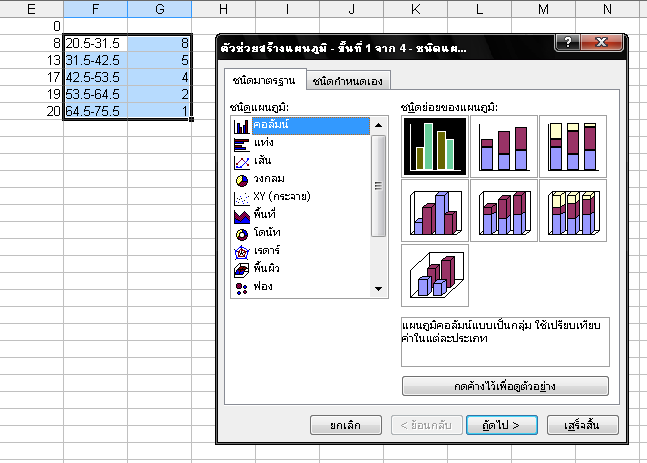 E F G H I J K L M N
0
8 20.5-31.5 8
13 31.5-42.5 5
17 42.5-53.5 4
19 53.5-64.5 2
20 64.5-75.5 1
ตัวช่วยสร้างแผนภูมิ - ขั้นที่ 1 จาก 4 - ชนิดแผ...
ชนิดมาตรฐาน ชนิดกำหนดเอง
ชนิดแผนภูมิ: ชนิดย่อยของแผนภูมิ:
คอลัมน์
แท่ง
เส้น
วงกลม
XY (กระจาย)
พื้นที่
โดนัท
เรดาร์
พื้นผิว
ฟอง
แผนภูมิคอลัมน์แบบเป็นกลุ่ม ใช้เปรียบเทียบ
ค่าในแต่ละประเภท
กดค้างไว้เพื่อดูตัวอย่าง
ยกเลิก < ย้อนกลับ ถัดไป > เสร็จสิ้น